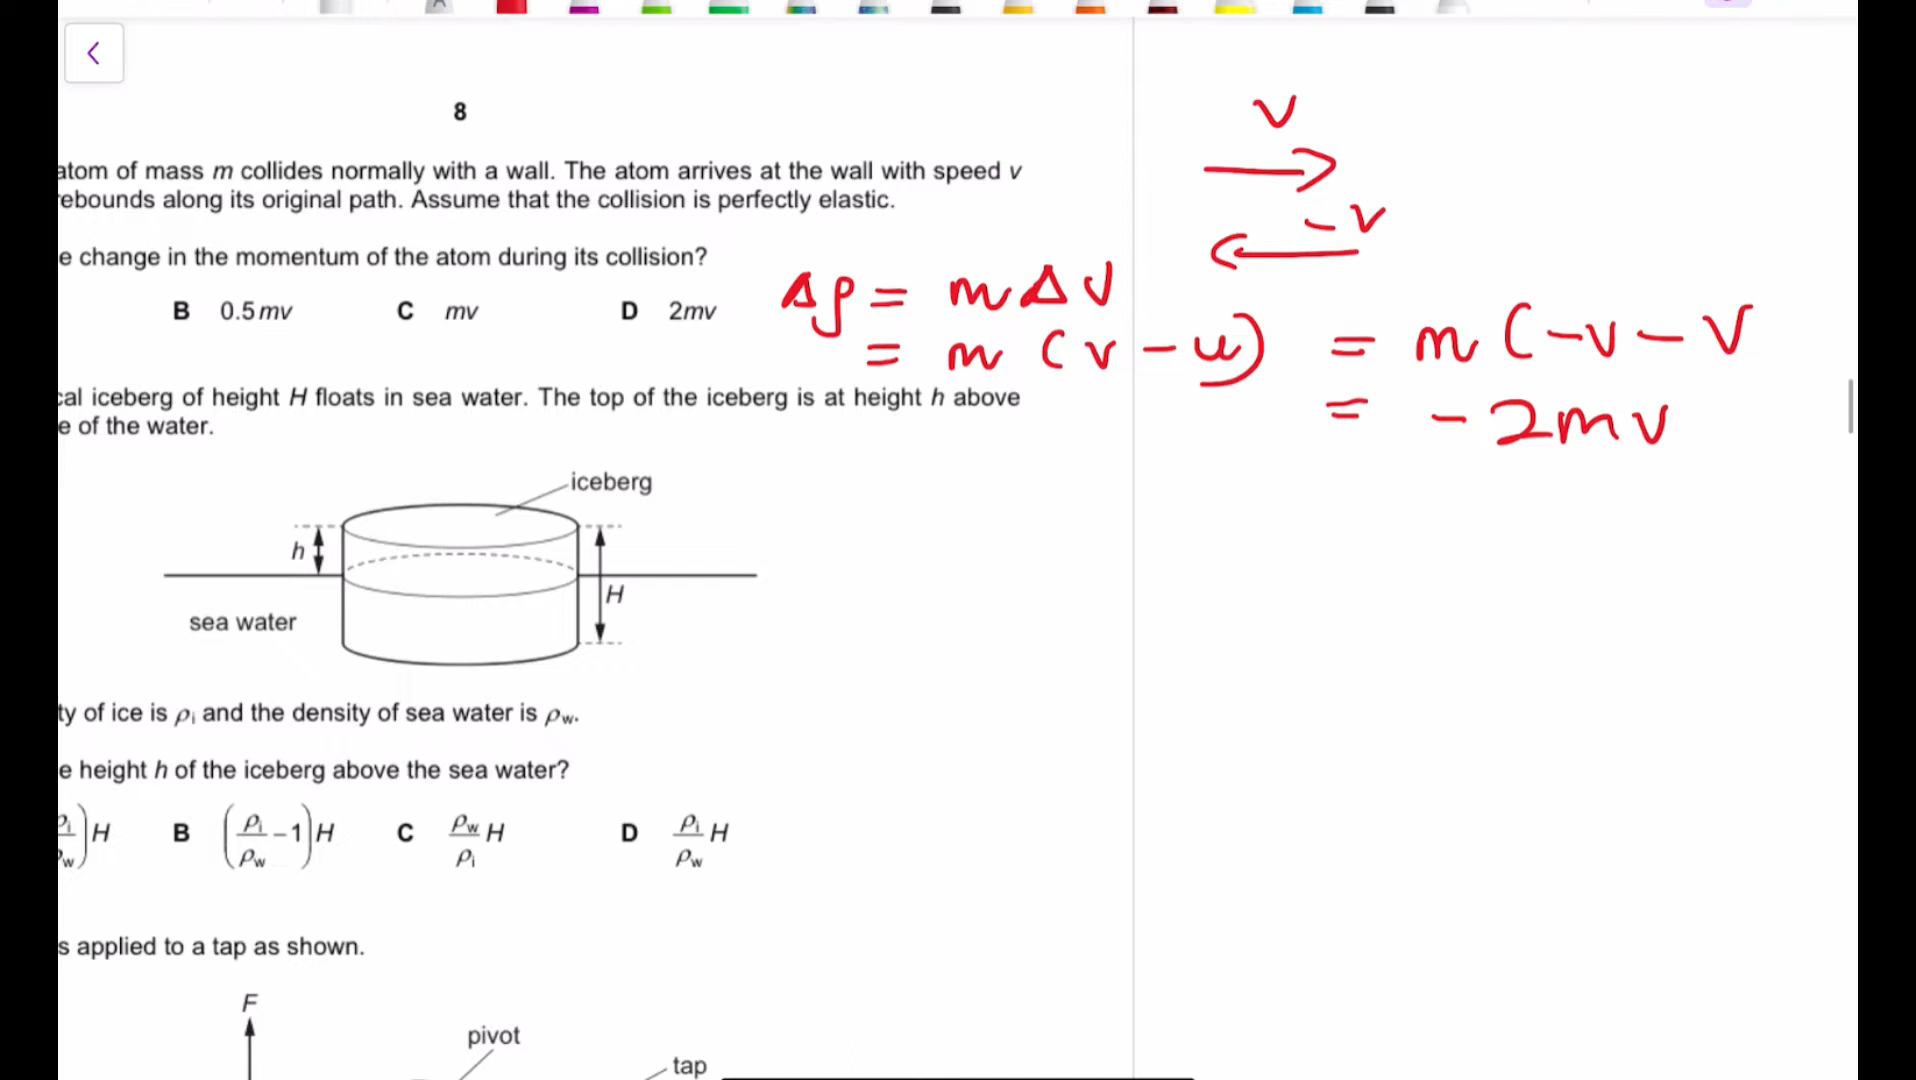 8
atom of mass m collides normally with a wall. The atom arrives at the wall with speed v
rebounds along its original path. Assume that the collision is perfectly elastic.
e change in the momentum of the atom during its collision?
B 0.5mv C mv D 2mv
v
-v
Δp = mΔv
= m (v - u) = m (-v - v
= -2mv
cal iceberg of height H floats in sea water. The top of the iceberg is at height h above
e of the water.
iceberg
h
H
sea water
ty of ice is ρi and the density of sea water is ρw.
e height h of the iceberg above the sea water?
ρi/ρw) H B (ρi/ρw − 1) H C ρw/ρi H D ρi/ρw H
s applied to a tap as shown.
F
pivot
tap